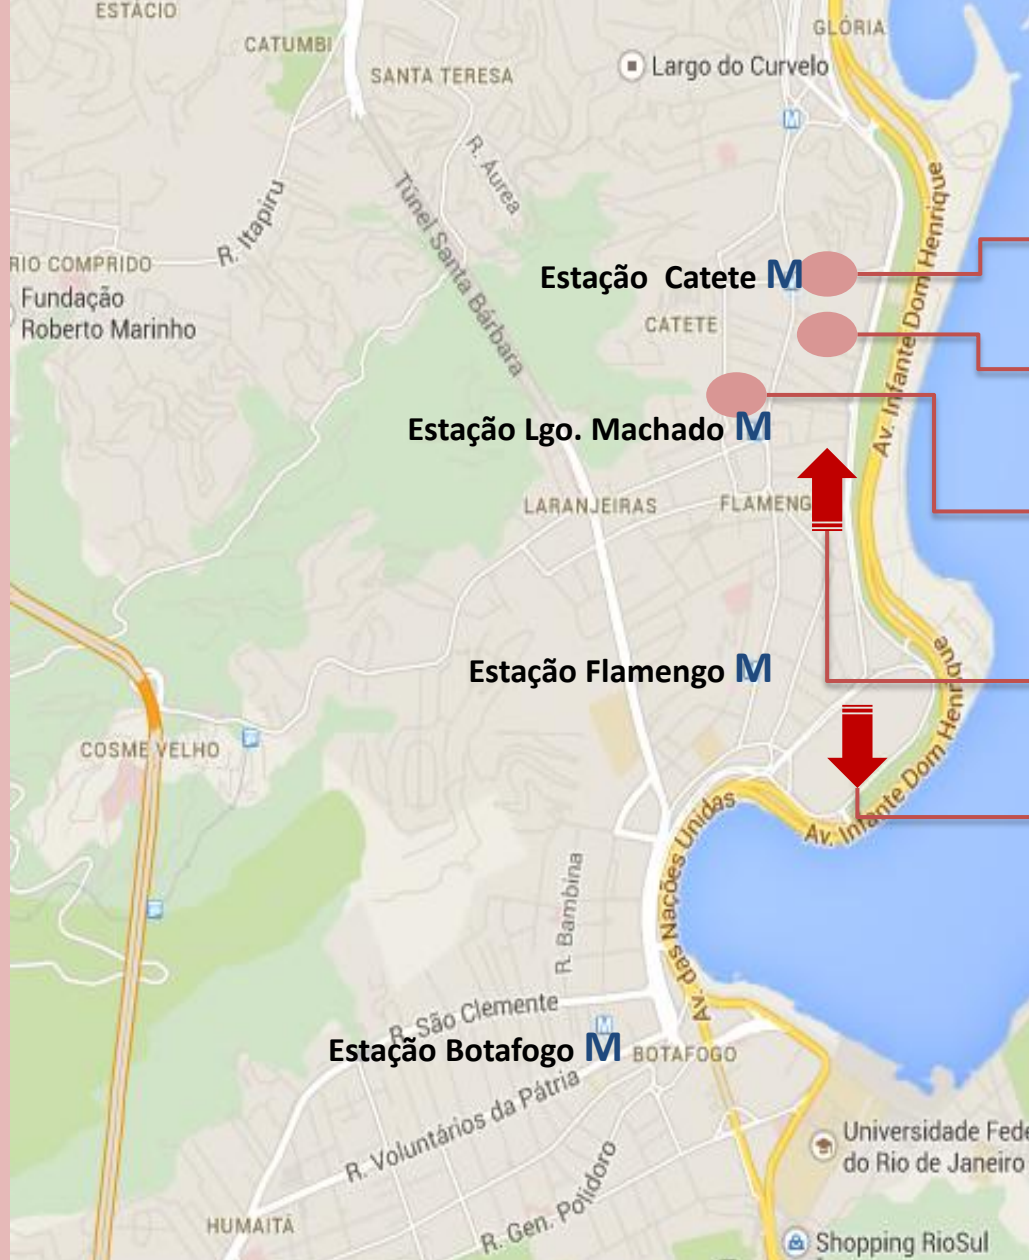 ESTÁCIO
GLÓRIA
CATUMBI
SANTA TERESA
Largo do Curvelo
M
R. Áurea
Túnel Santa Bárbara
R. Itapiru
Av. Infante Dom Henrique
RIO COMPRIDO
Fundação
Roberto Marinho
Estação Catete M
CATETE
Estação Lgo. Machado M
LARANJEIRAS
FLAMENG
Estação Flamengo M
COSME VELHO
Av. Infante Dom Henrique
Av. das Nações Unidas
R. Bambina
R. São Clemente
M
Estação Botafogo M
BOTAFOGO
R. Voluntários da Pátria
R. Gen. Polidoro
Universidade Fede
do Rio de Janeiro
HUMAITÁ
Shopping RioSul